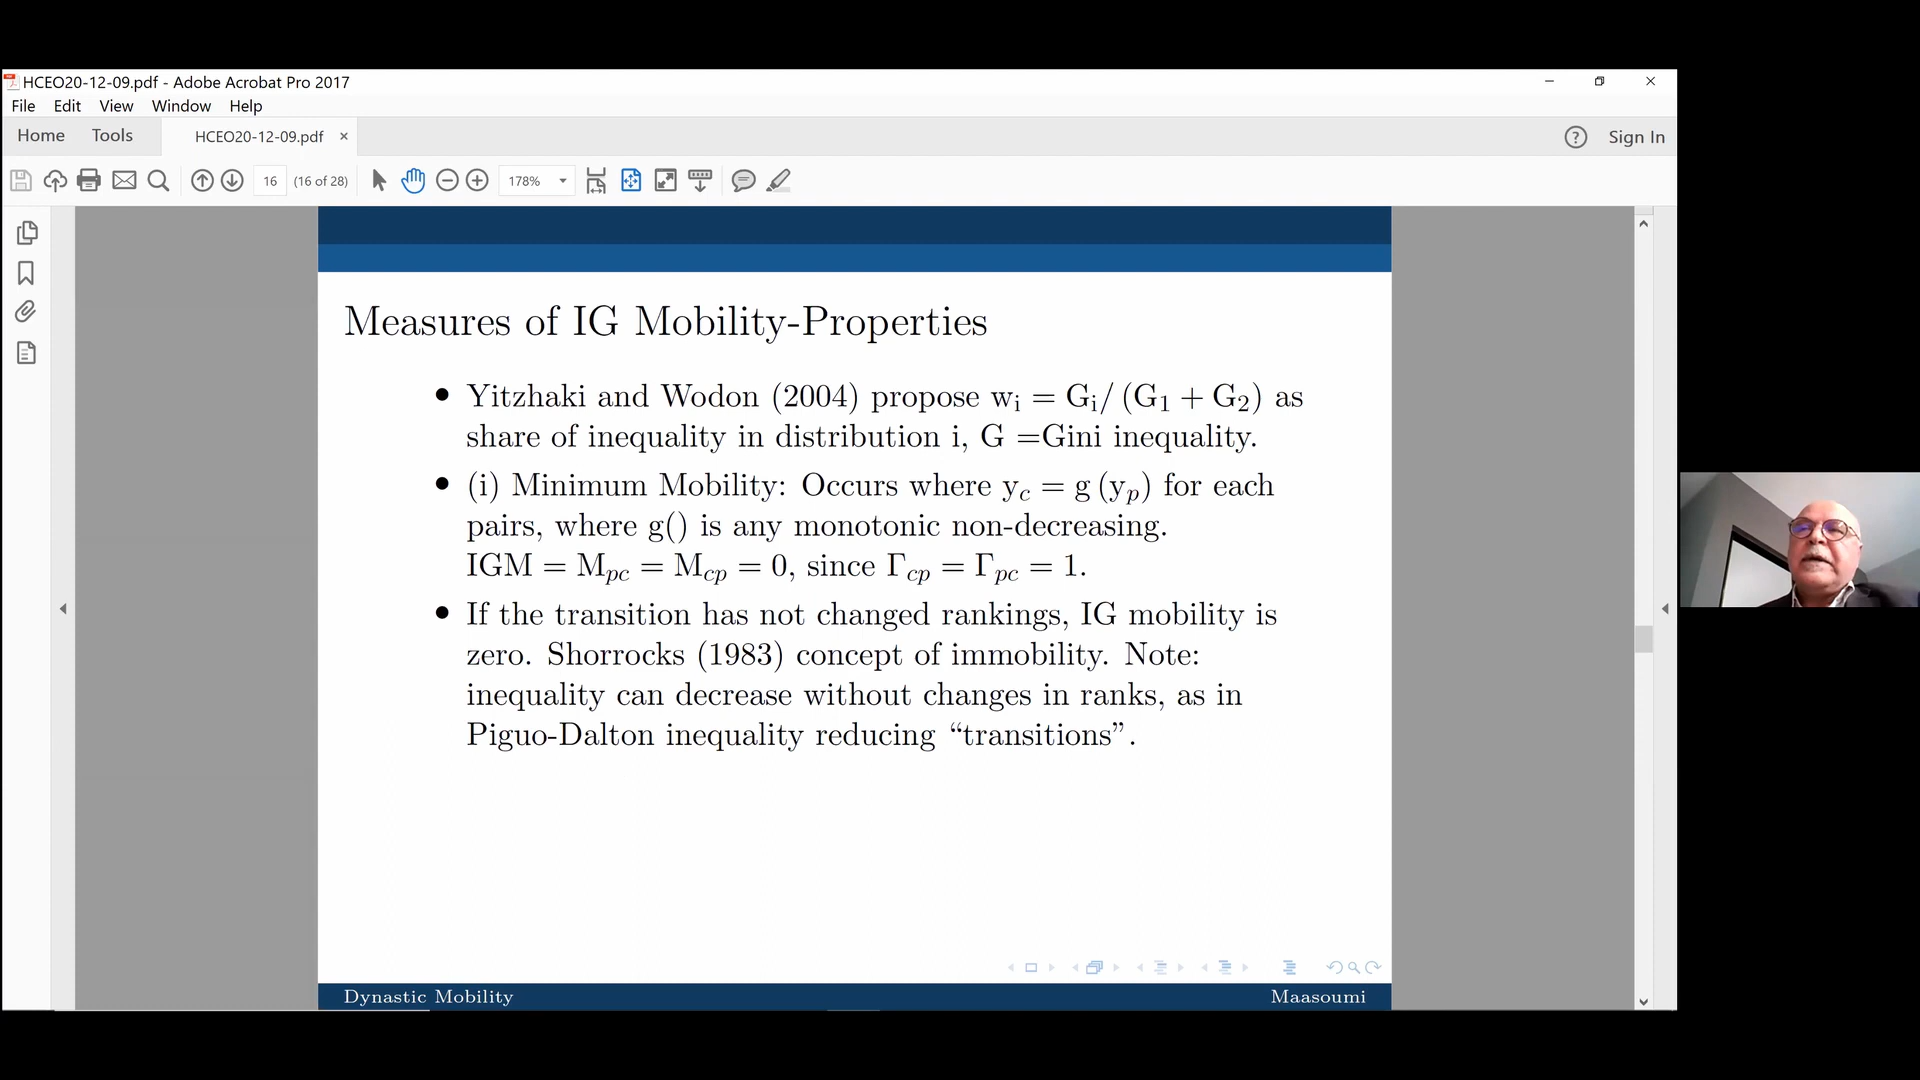 HCEO20-12-09.pdf - Adobe Acrobat Pro 2017
File Edit View Window Help
Home Tools HCEO20-12-09.pdf × ? Sign In
16 (16 of 28) 178%
Measures of IG Mobility-Properties
• Yitzhaki and Wodon (2004) propose wᵢ = Gᵢ/ (G₁ + G₂) as
share of inequality in distribution i, G =Gini inequality.
• (i) Minimum Mobility: Occurs where y_c = g (y_p) for each
pairs, where g() is any monotonic non-decreasing.
IGM = M_pc = M_cp = 0, since Γ_cp = Γ_pc = 1.
• If the transition has not changed rankings, IG mobility is
zero. Shorrocks (1983) concept of immobility. Note:
inequality can decrease without changes in ranks, as in
Piguo-Dalton inequality reducing “transitions”.
Dynastic Mobility Maasoumi